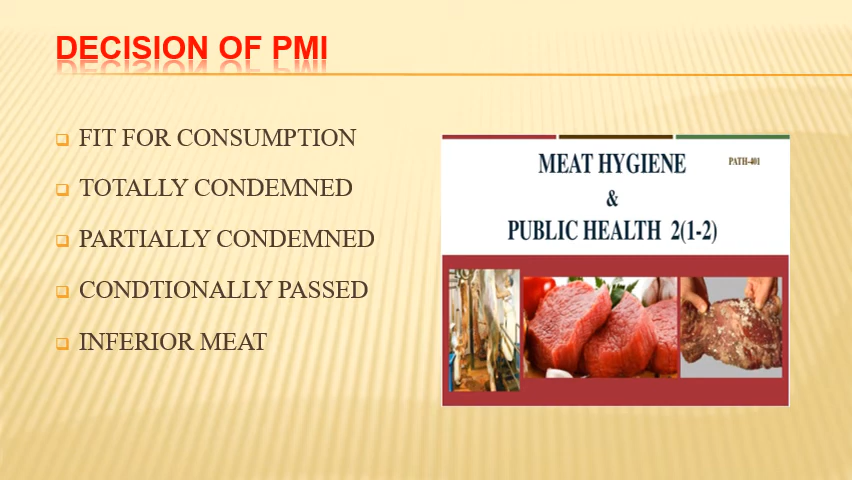 DECISION OF PMI
FIT FOR CONSUMPTION
TOTALLY CONDEMNED
PARTIALLY CONDEMNED
CONDTIONALLY PASSED
INFERIOR MEAT
MEAT HYGIENE
PATH-401
&
PUBLIC HEALTH 2(1-2)